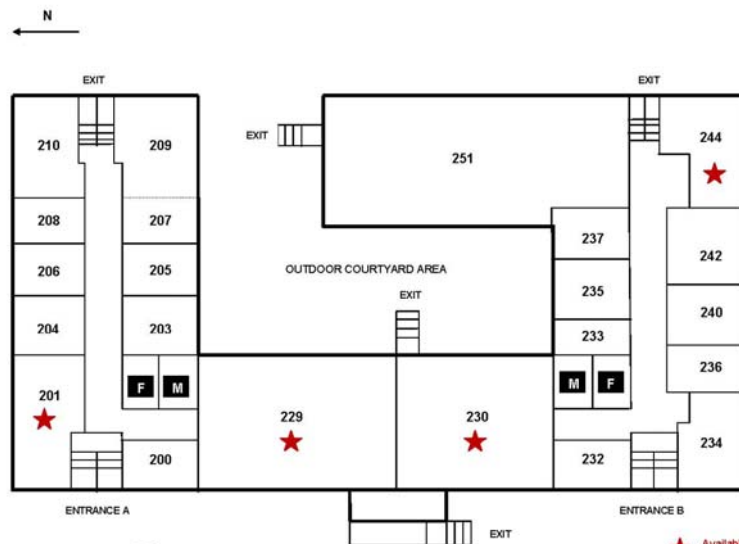 N
EXIT
EXIT
210
209
EXIT
251
244
208
207
237
206
205
OUTDOOR COURTYARD AREA
242
235
EXIT
204
203
233
240
F
M
M
F
236
201
229
230
200
232
234
ENTRANCE A
ENTRANCE B
EXIT